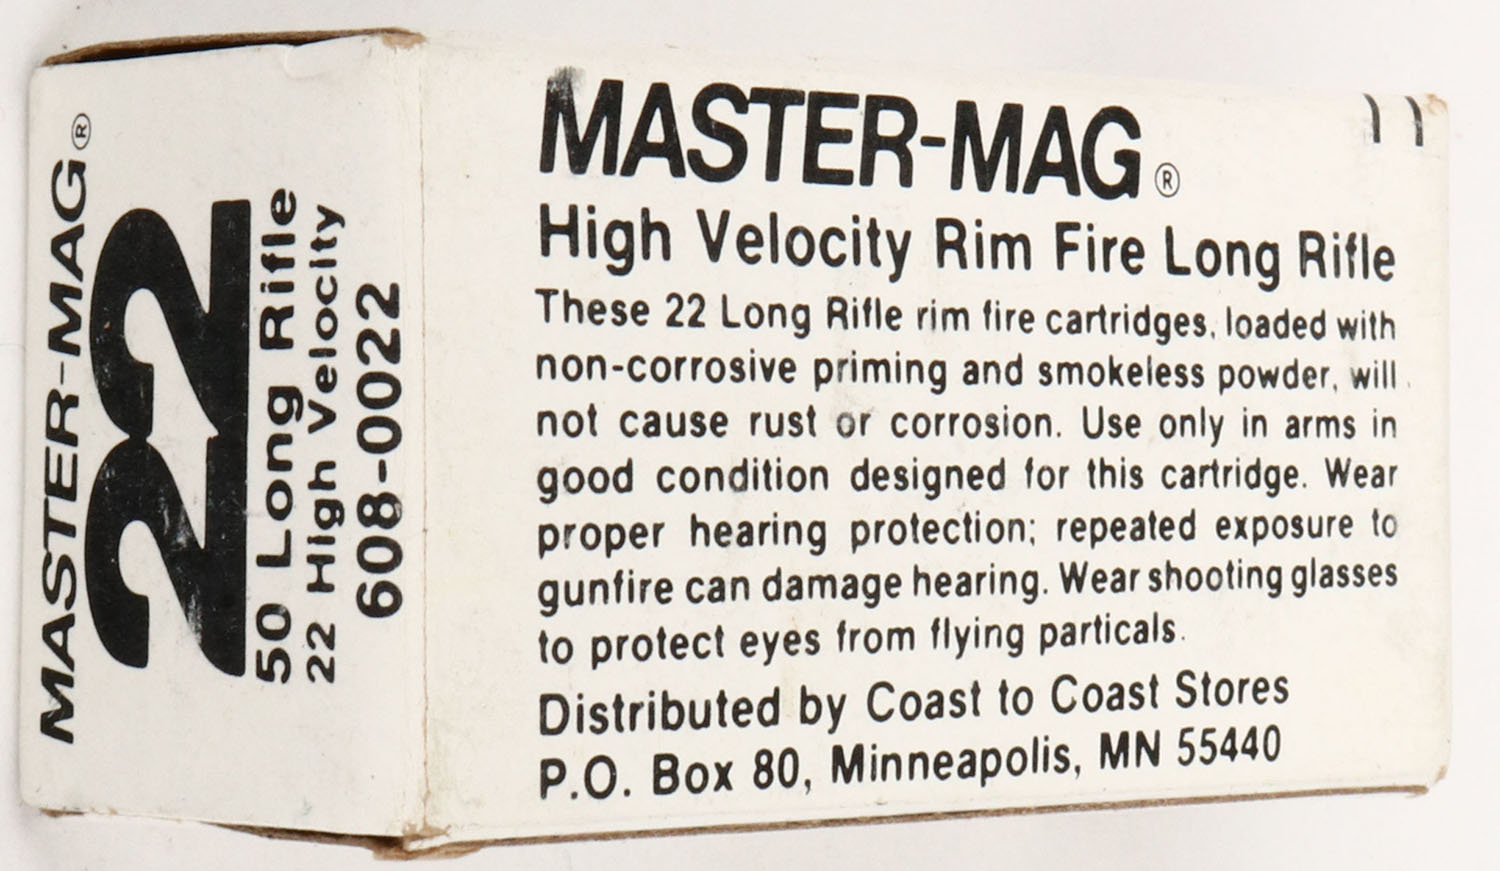 MASTER-MAG®
22
50 Long Rifle
22 High Velocity
608-0022
MASTER-MAG®
High Velocity Rim Fire Long Rifle
These 22 Long Rifle rim fire cartridges, loaded with
non-corrosive priming and smokeless powder, will
not cause rust or corrosion. Use only in arms in
good condition designed for this cartridge. Wear
proper hearing protection; repeated exposure to
gunfire can damage hearing. Wear shooting glasses
to protect eyes from flying particals.
Distributed by Coast to Coast Stores
P.O. Box 80, Minneapolis, MN 55440